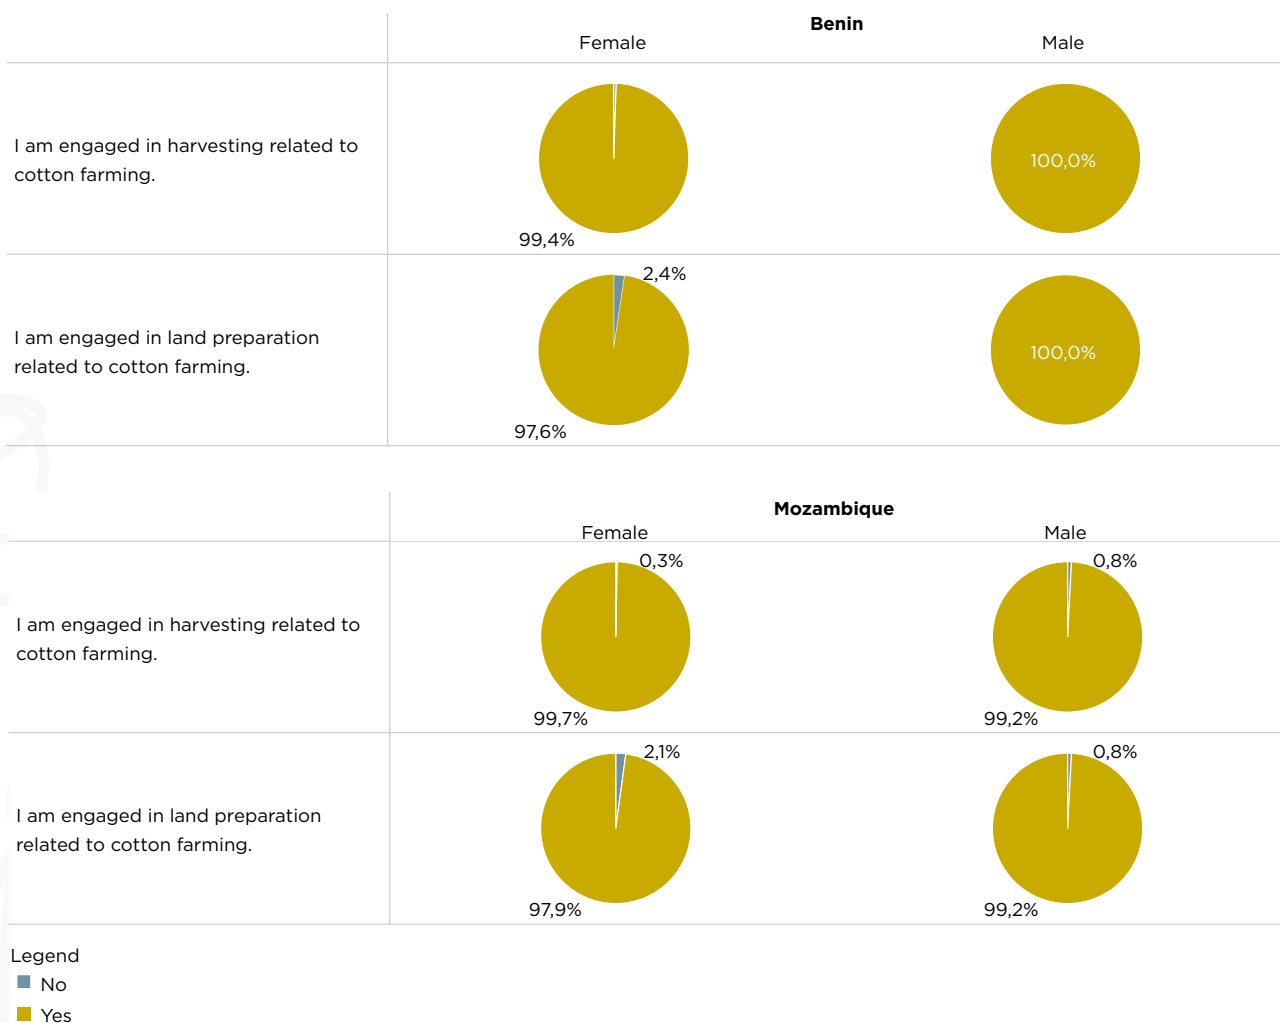 Benin
Female
Male
I am engaged in harvesting related to
cotton farming.
99,4%
100,0%
I am engaged in land preparation
related to cotton farming.
2,4%
97,6%
100,0%
Mozambique
Female
Male
I am engaged in harvesting related to
cotton farming.
0,3%
99,7%
0,8%
99,2%
I am engaged in land preparation
related to cotton farming.
2,1%
97,9%
0,8%
99,2%
Legend
No
Yes